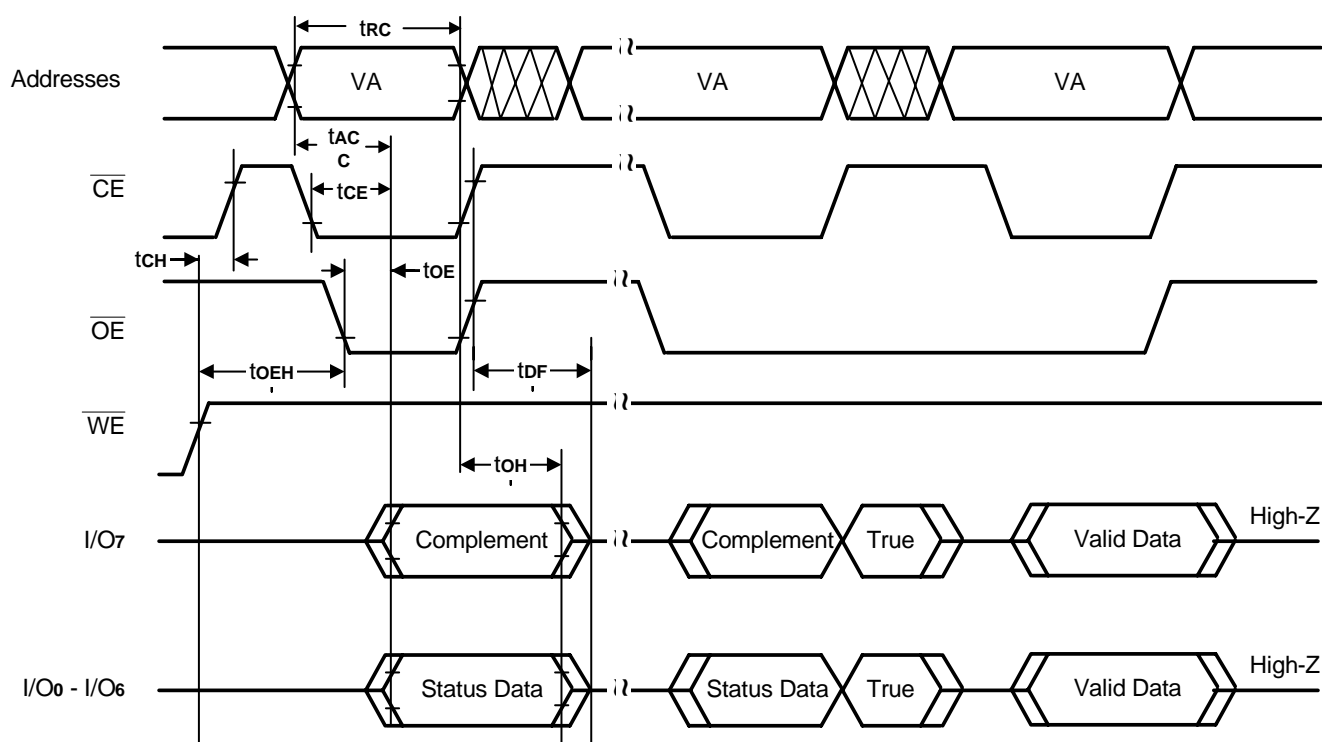 tRC
Addresses
VA
VA
VA
tAC
C
CE
tCE
tCH
tOE
OE
tOEH
tDF
WE
tOH
I/O7
Complement
Complement
True
Valid Data
High-Z
I/O0 - I/O6
Status Data
Status Data
True
Valid Data
High-Z